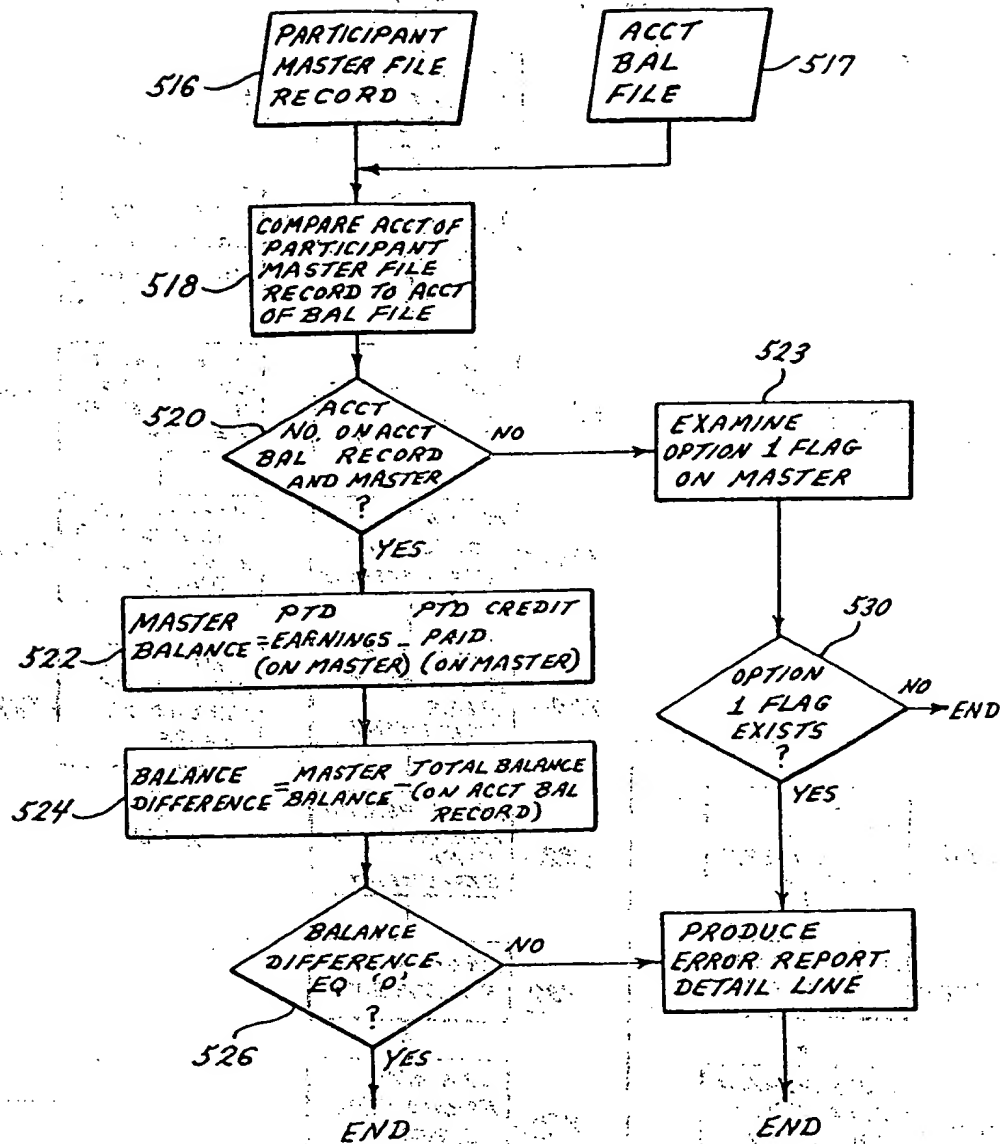 PARTICIPANT
MASTER FILE
RECORD
516
ACCT
BAL
FILE
517
COMPARE ACCT OF
PARTICIPANT
MASTER FILE
RECORD TO ACCT
OF BAL FILE
518
520
ACCT
NO. ON ACCT
BAL RECORD
AND MASTER
?
NO
YES
523
EXAMINE
OPTION 1 FLAG
ON MASTER
522
MASTER PTD PTD CREDIT
BALANCE = EARNINGS - PAID
(ON MASTER) (ON MASTER)
530
OPTION
1 FLAG
EXISTS
?
NO
END
YES
524
BALANCE = MASTER - TOTAL BALANCE
DIFFERENCE BALANCE (ON ACCT BAL
RECORD)
BALANCE
DIFFERENCE
EQ '0'
?
526
NO
YES
END
PRODUCE
ERROR REPORT
DETAIL LINE
END